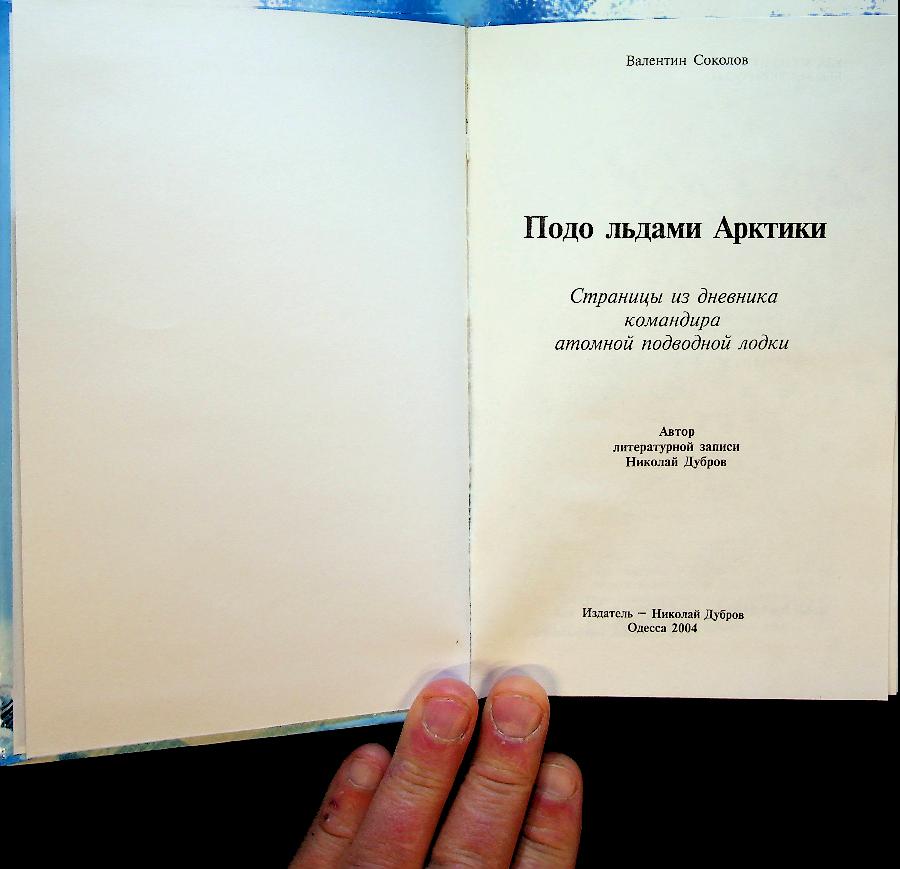 Валентин Соколов
Подо льдами Арктики
Страницы из дневника
командира
атомной подводной лодки
Автор
литературной записи
Николай Дубров
Издатель — Николай Дубров
Одесса 2004